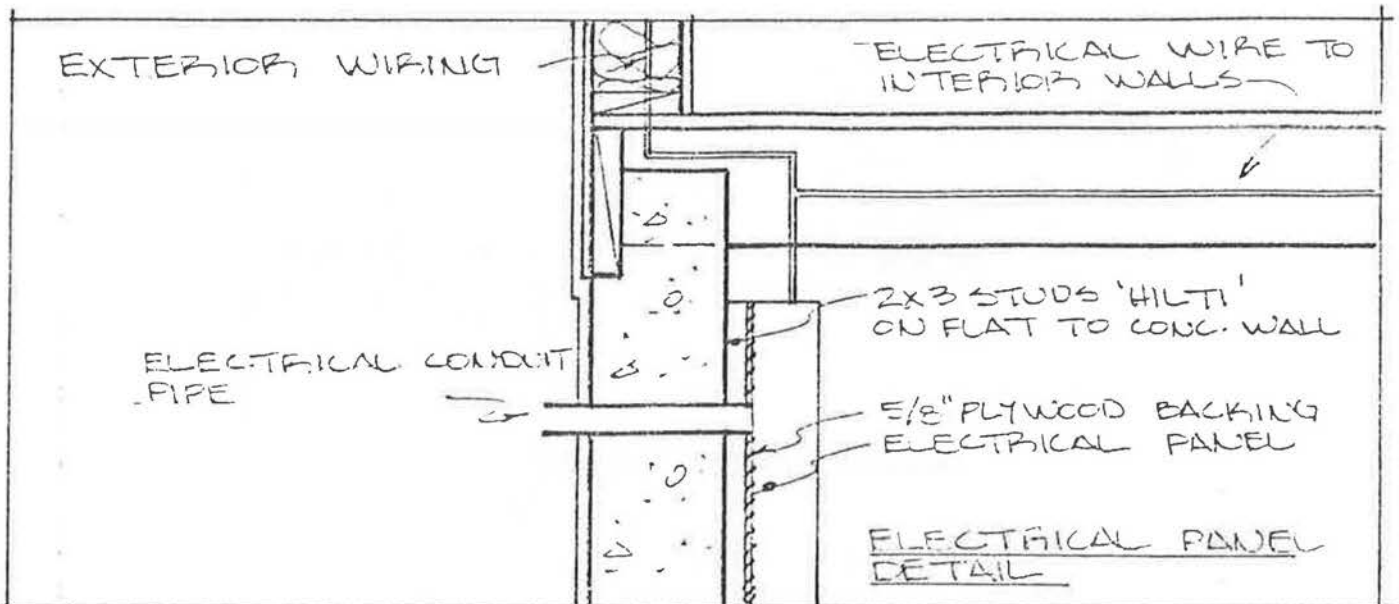 EXTERIOR WIRING
ELECTRICAL WIRE TO
INTERIOR WALLS
2X3 STUDS 'HILTI'
ON FLAT TO CONC. WALL
ELECTRICAL CONDUIT
PIPE
5/8" PLYWOOD BACKING
ELECTRICAL PANEL
ELECTRICAL PANEL
DETAIL